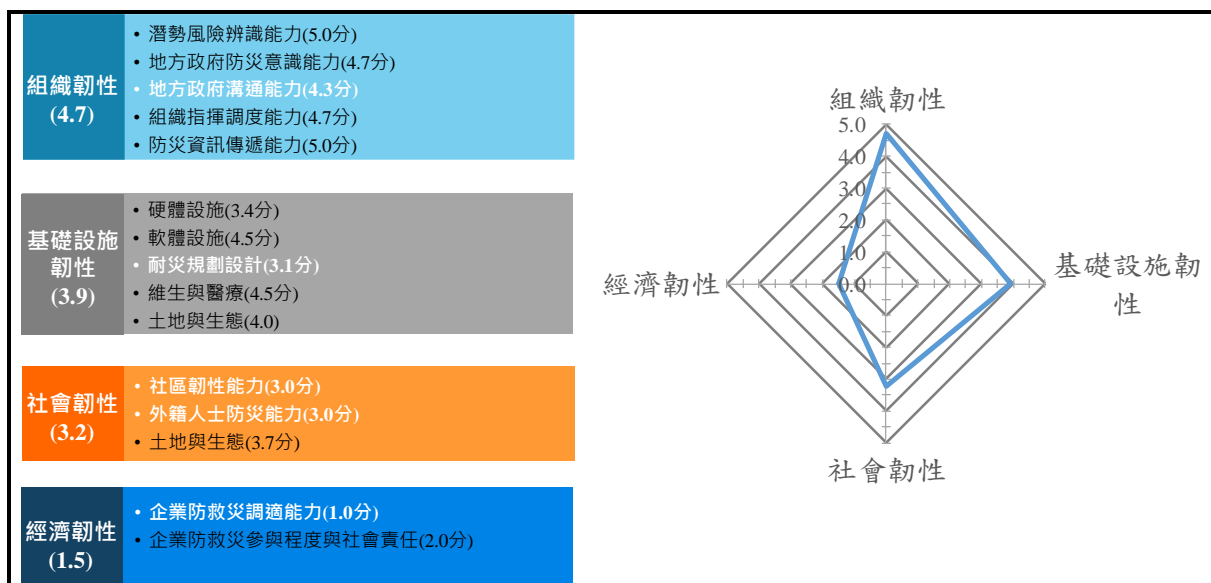 組織韌性
(4.7)
• 潛勢風險辨識能力(5.0分)
• 地方政府防災意識能力(4.7分)
• 地方政府溝通能力(4.3分)
• 組織指揮調度能力(4.7分)
• 防災資訊傳遞能力(5.0分)
基礎設施
韌性
(3.9)
• 硬體設施(3.4分)
• 軟體設施(4.5分)
• 耐災規劃設計(3.1分)
• 維生與醫療(4.5分)
• 土地與生態(4.0)
社會韌性
(3.2)
• 社區韌性能力(3.0分)
• 外籍人士防災能力(3.0分)
• 土地與生態(3.7分)
經濟韌性
(1.5)
• 企業防救災調適能力(1.0分)
• 企業防救災參與程度與社會責任(2.0分)
組織韌性
5.0
4.0
3.0
2.0
1.0
0.0
經濟韌性
基礎設施韌
性
社會韌性